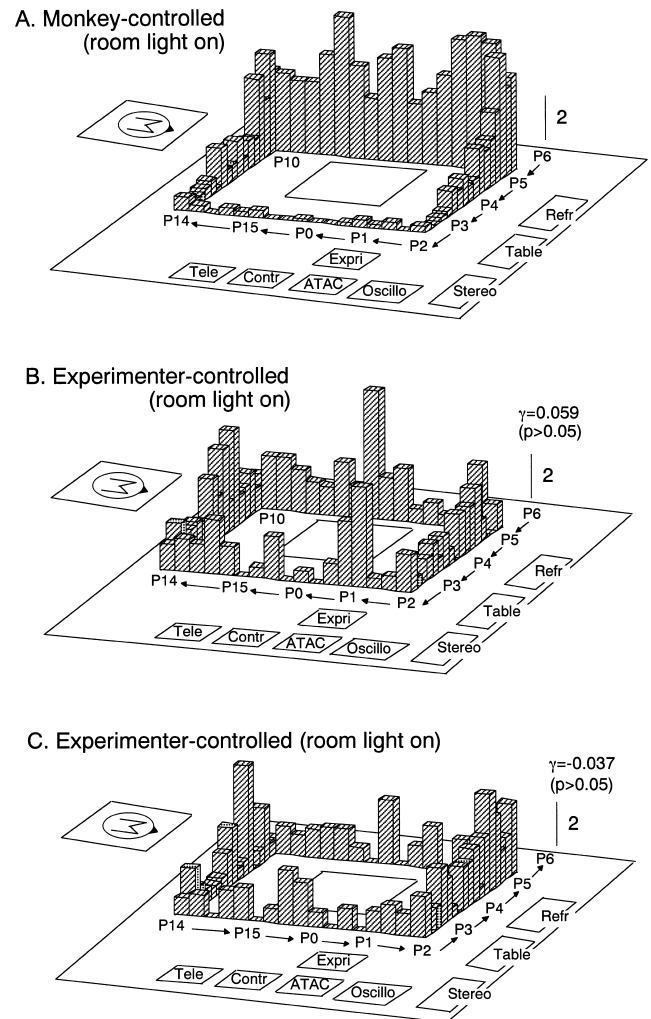 A. Monkey-controlled
(room light on)
2
M
P10
P6
P5
P4
P3
P14
P15
P0
P1
P2
Refr
Table
Expri
Tele
Contr
ATAC
Oscillo
Stereo
B. Experimenter-controlled
(room light on)
γ=0.059
(p>0.05)
2
M
P10
P6
P5
P4
P3
P14
P15
P0
P1
P2
Refr
Table
Expri
Tele
Contr
ATAC
Oscillo
Stereo
C. Experimenter-controlled (room light on)
γ=-0.037
(p>0.05)
2
M
P6
P5
P4
P3
P14
P15
P0
P1
P2
Refr
Table
Expri
Tele
Contr
ATAC
Oscillo
Stereo